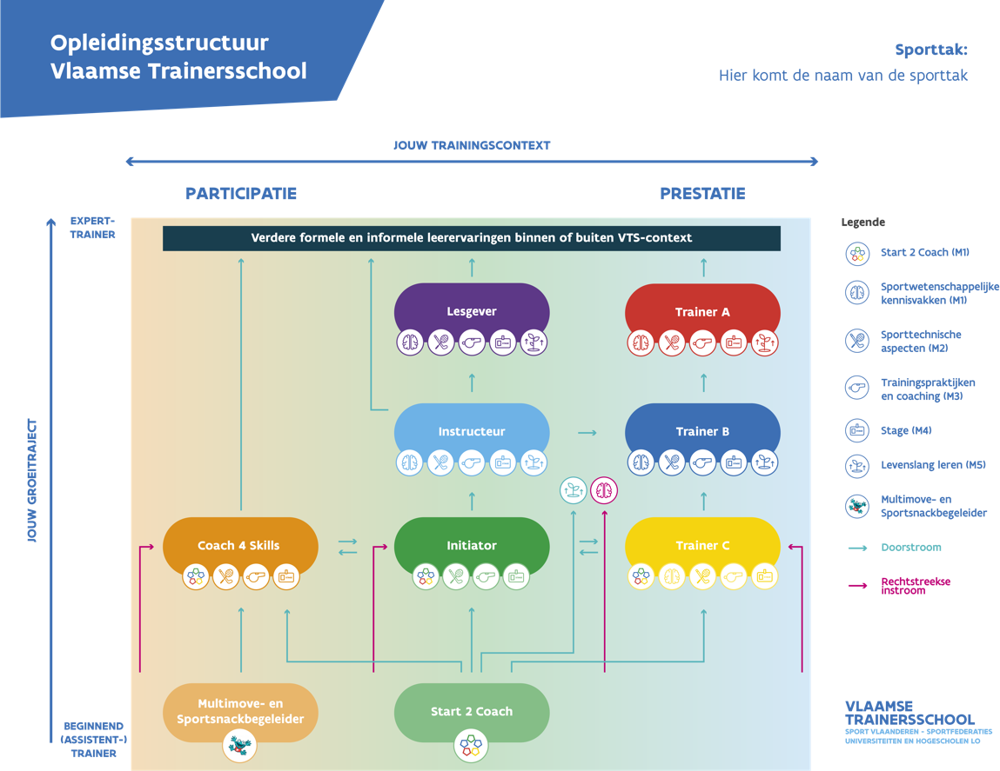 Opleidingsstructuur
Vlaamse Trainersschool
Sporttak:
Hier komt de naam van de sporttak
JOUW TRAININGSCONTEXT
PARTICIPATIE
PRESTATIE
EXPERT-
TRAINER
Verdere formele en informele leerervaringen binnen of buiten VTS-context
Lesgever
Trainer A
Instructeur
Trainer B
JOUW GROEITRAJECT
Coach 4 Skills
Initiator
Trainer C
Multimove- en
Sportsnackbegeleider
Start 2 Coach
BEGINNEND
(ASSISTENT-)
TRAINER
Legende
Start 2 Coach (M1)
Sportwetenschappelijke
kennisvakken (M1)
Sporttechnische
aspecten (M2)
Trainingspraktijken
en coaching (M3)
Stage (M4)
Levenslang leren (M5)
Multimove- en
Sportsnackbegeleider
Doorstroom
Rechtstreekse
instroom
VLAAMSE
TRAINERSSCHOOL
SPORT VLAANDEREN - SPORTFEDERATIES
UNIVERSITEITEN EN HOGESCHOLEN LO